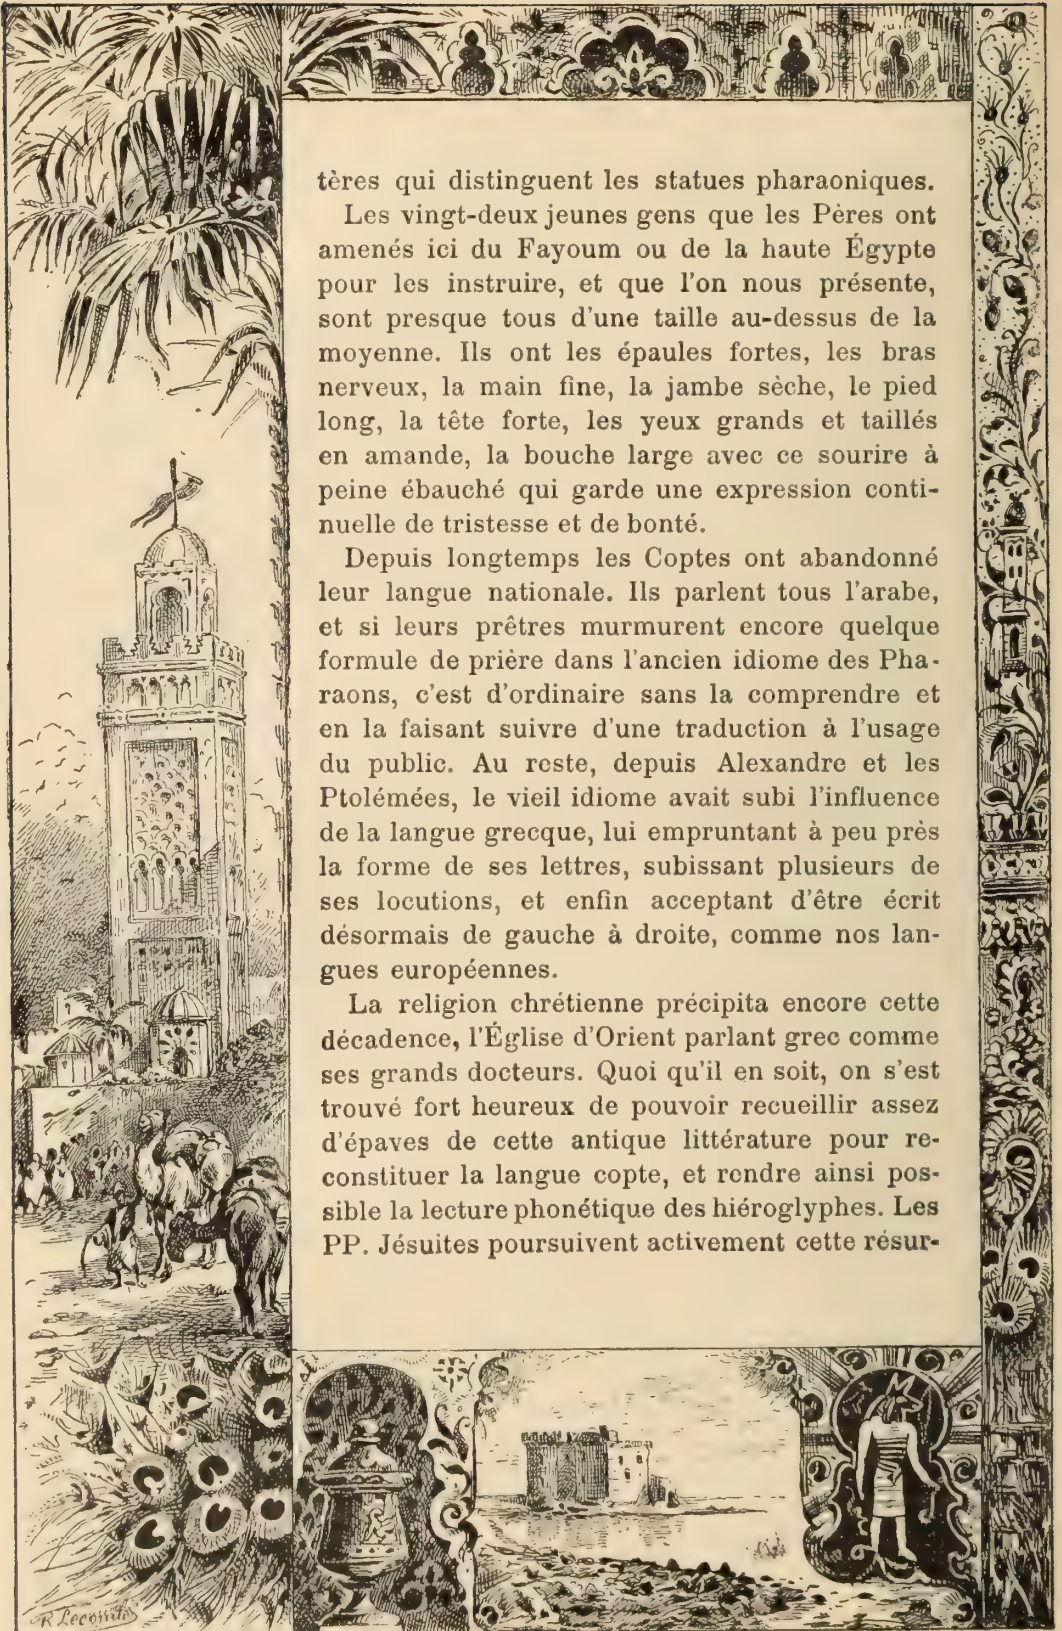 tères qui distinguent les statues pharaoniques.
Les vingt-deux jeunes gens que les Pères ont
amenés ici du Fayoum ou de la haute Égypte
pour les instruire, et que l'on nous présente,
sont presque tous d'une taille au-dessus de la
moyenne. Ils ont les épaules fortes, les bras
nerveux, la main fine, la jambe sèche, le pied
long, la tête forte, les yeux grands et taillés
en amande, la bouche large avec ce sourire à
peine ébauché qui garde une expression conti-
nuelle de tristesse et de bonté.
Depuis longtemps les Coptes ont abandonné
leur langue nationale. Ils parlent tous l'arabe,
et si leurs prêtres murmurent encore quelque
formule de prière dans l'ancien idiome des Pha-
raons, c'est d'ordinaire sans la comprendre et
en la faisant suivre d'une traduction à l'usage
du public. Au reste, depuis Alexandre et les
Ptolémées, le vieil idiome avait subi l'influence
de la langue grecque, lui empruntant à peu près
la forme de ses lettres, subissant plusieurs de
ses locutions, et enfin acceptant d'être écrit
désormais de gauche à droite, comme nos lan-
gues européennes.
La religion chrétienne précipita encore cette
décadence, l'Église d'Orient parlant grec comme
ses grands docteurs. Quoi qu'il en soit, on s'est
trouvé fort heureux de pouvoir recueillir assez
d'épaves de cette antique littérature pour re-
constituer la langue copte, et rendre ainsi pos-
sible la lecture phonétique des hiéroglyphes. Les
PP. Jésuites poursuivent activement cette résur-